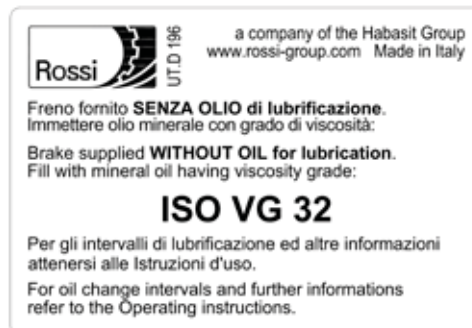 a company of the Habasit Group
www.rossi-group.com Made in Italy
Rossi
UT.D 196
Freno fornito SENZA OLIO di lubrificazione.
Immettere olio minerale con grado di viscosità:
Brake supplied WITHOUT OIL for lubrication.
Fill with mineral oil having viscosity grade:
ISO VG 32
Per gli intervalli di lubrificazione ed altre informazioni
attenersi alle Istruzioni d'uso.
For oil change intervals and further informations
refer to the Operating instructions.